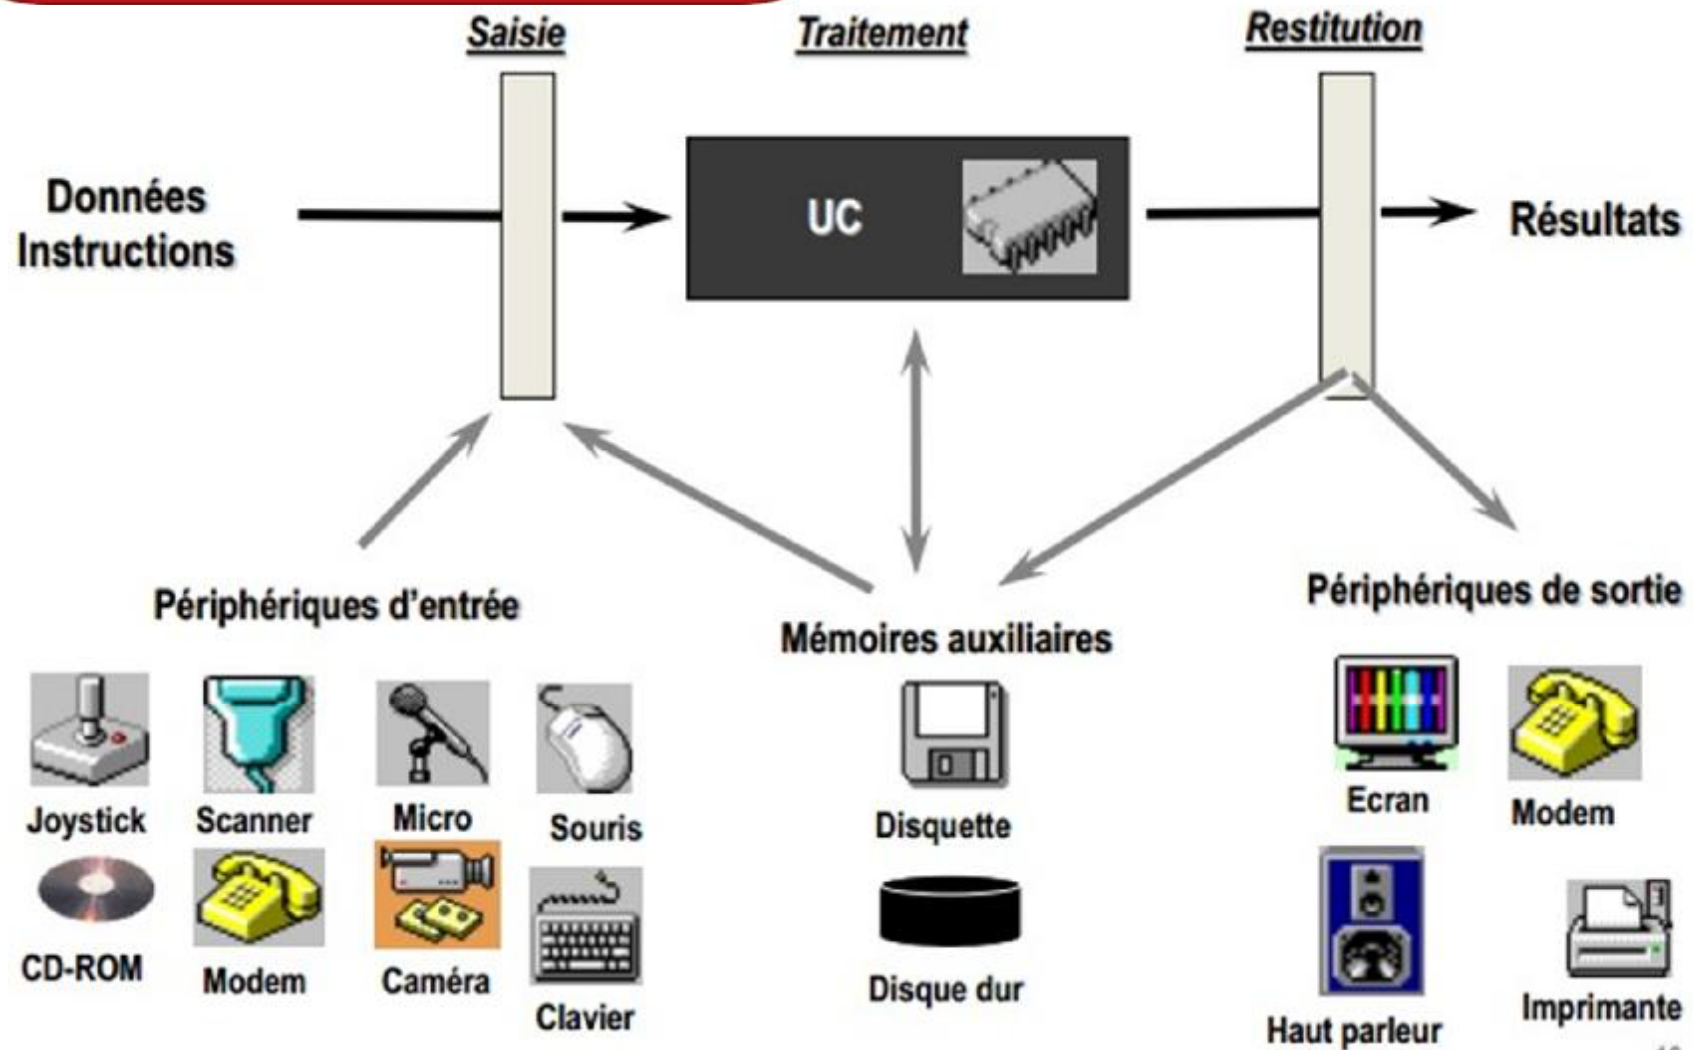 Saisie
Traitement
Restitution
Données
Instructions
UC
Résultats
Périphériques d'entrée
Mémoires auxiliaires
Périphériques de sortie
Joystick
Scanner
Micro
Souris
CD-ROM
Modem
Caméra
Clavier
Disquette
Disque dur
Ecran
Modem
Haut parleur
Imprimante